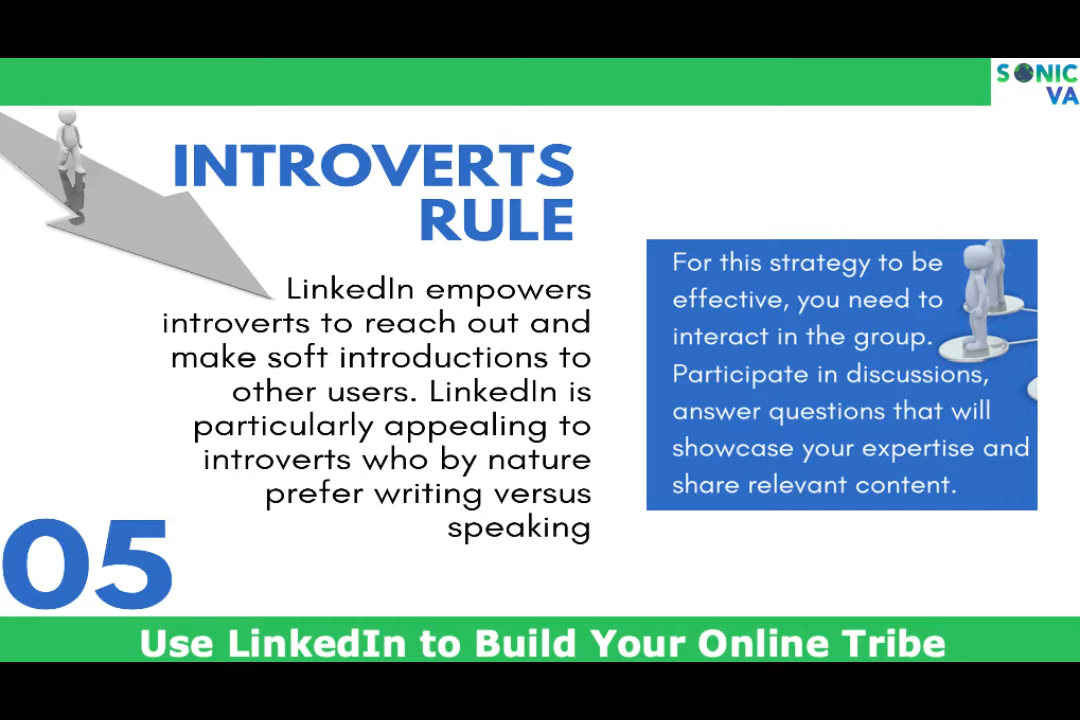 SONIC
VA
INTROVERTS
RULE
LinkedIn empowers
introverts to reach out and
make soft introductions to
other users. LinkedIn is
particularly appealing to
introverts who by nature
prefer writing versus
speaking
For this strategy to be
effective, you need to
interact in the group.
Participate in discussions,
answer questions that will
showcase your expertise and
share relevant content.
05
Use LinkedIn to Build Your Online Tribe